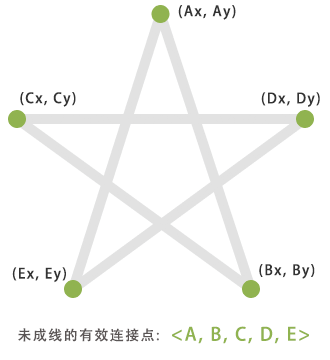 (Ax, Ay)
(Cx, Cy)
(Dx, Dy)
(Ex, Ey)
(Bx, By)
未成线的有效连接点: <A, B, C, D, E>